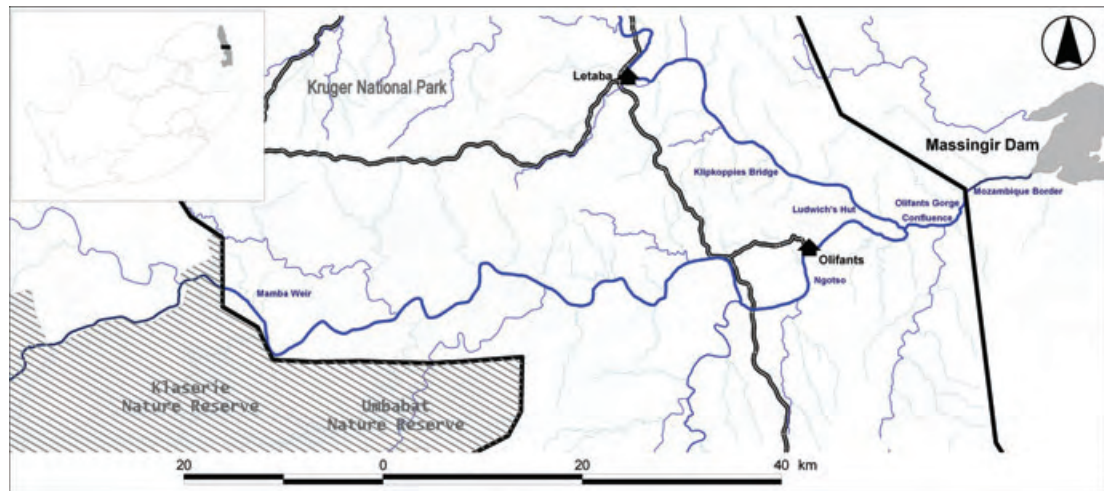 Letaba
Kruger National Park
Massingir Dam
Klipkoppies Bridge
Mozambique Border
Olifants Gorge
Ludwich's Hut
Confluence
Olifants
Ngotso
Mamba Weir
Klaserie
Nature Reserve
Umbabat
Nature Reserve
20 0 20 40 km